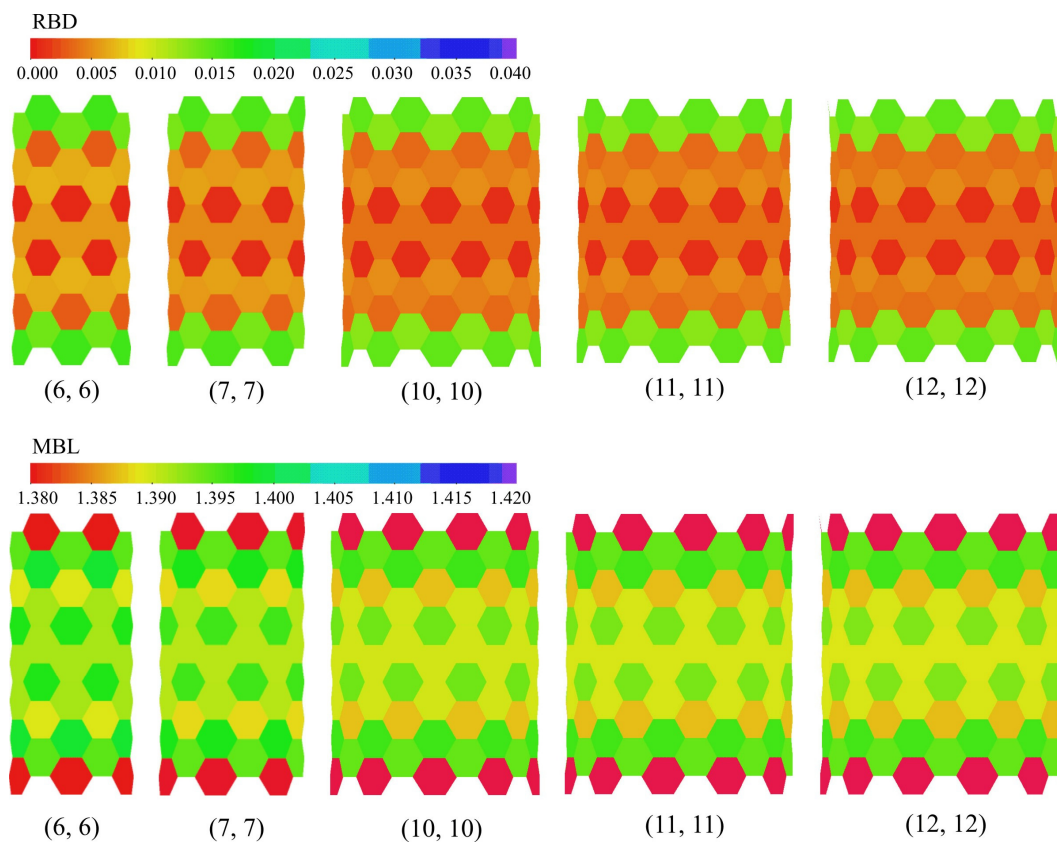 RBD
0.000 0.005 0.010 0.015 0.020 0.025 0.030 0.035 0.040
(6, 6) (7, 7) (10, 10) (11, 11) (12, 12)
MBL
1.380 1.385 1.390 1.395 1.400 1.405 1.410 1.415 1.420
(6, 6) (7, 7) (10, 10) (11, 11) (12, 12)